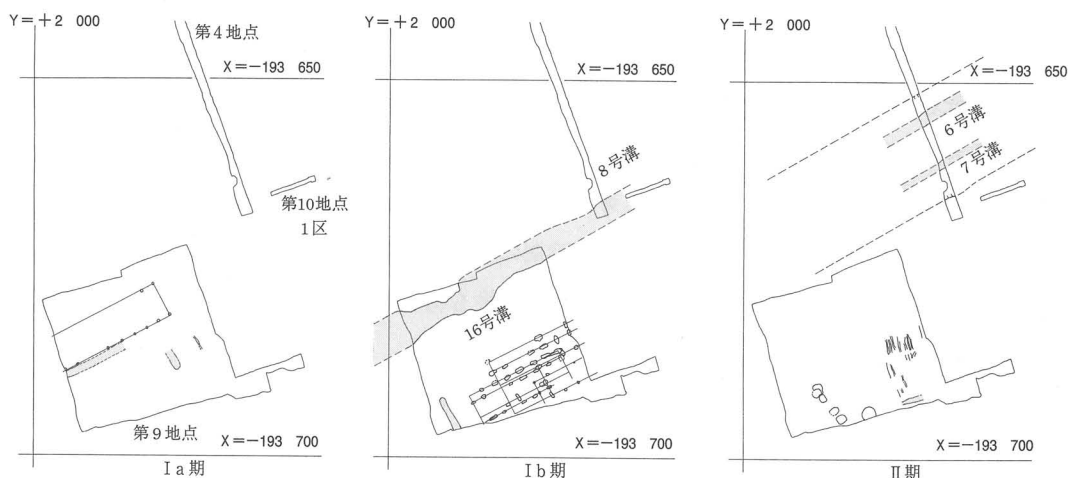 Y=+2 000
第4地点
X=-193 650
第10地点
1区
第9地点
X=-193 700
Ⅰa期
Y=+2 000
X=-193 650
8号溝
16号溝
X=-193 700
Ⅰb期
Y=+2 000
X=-193 650
6号溝
7号溝
X=-193 700
Ⅱ期